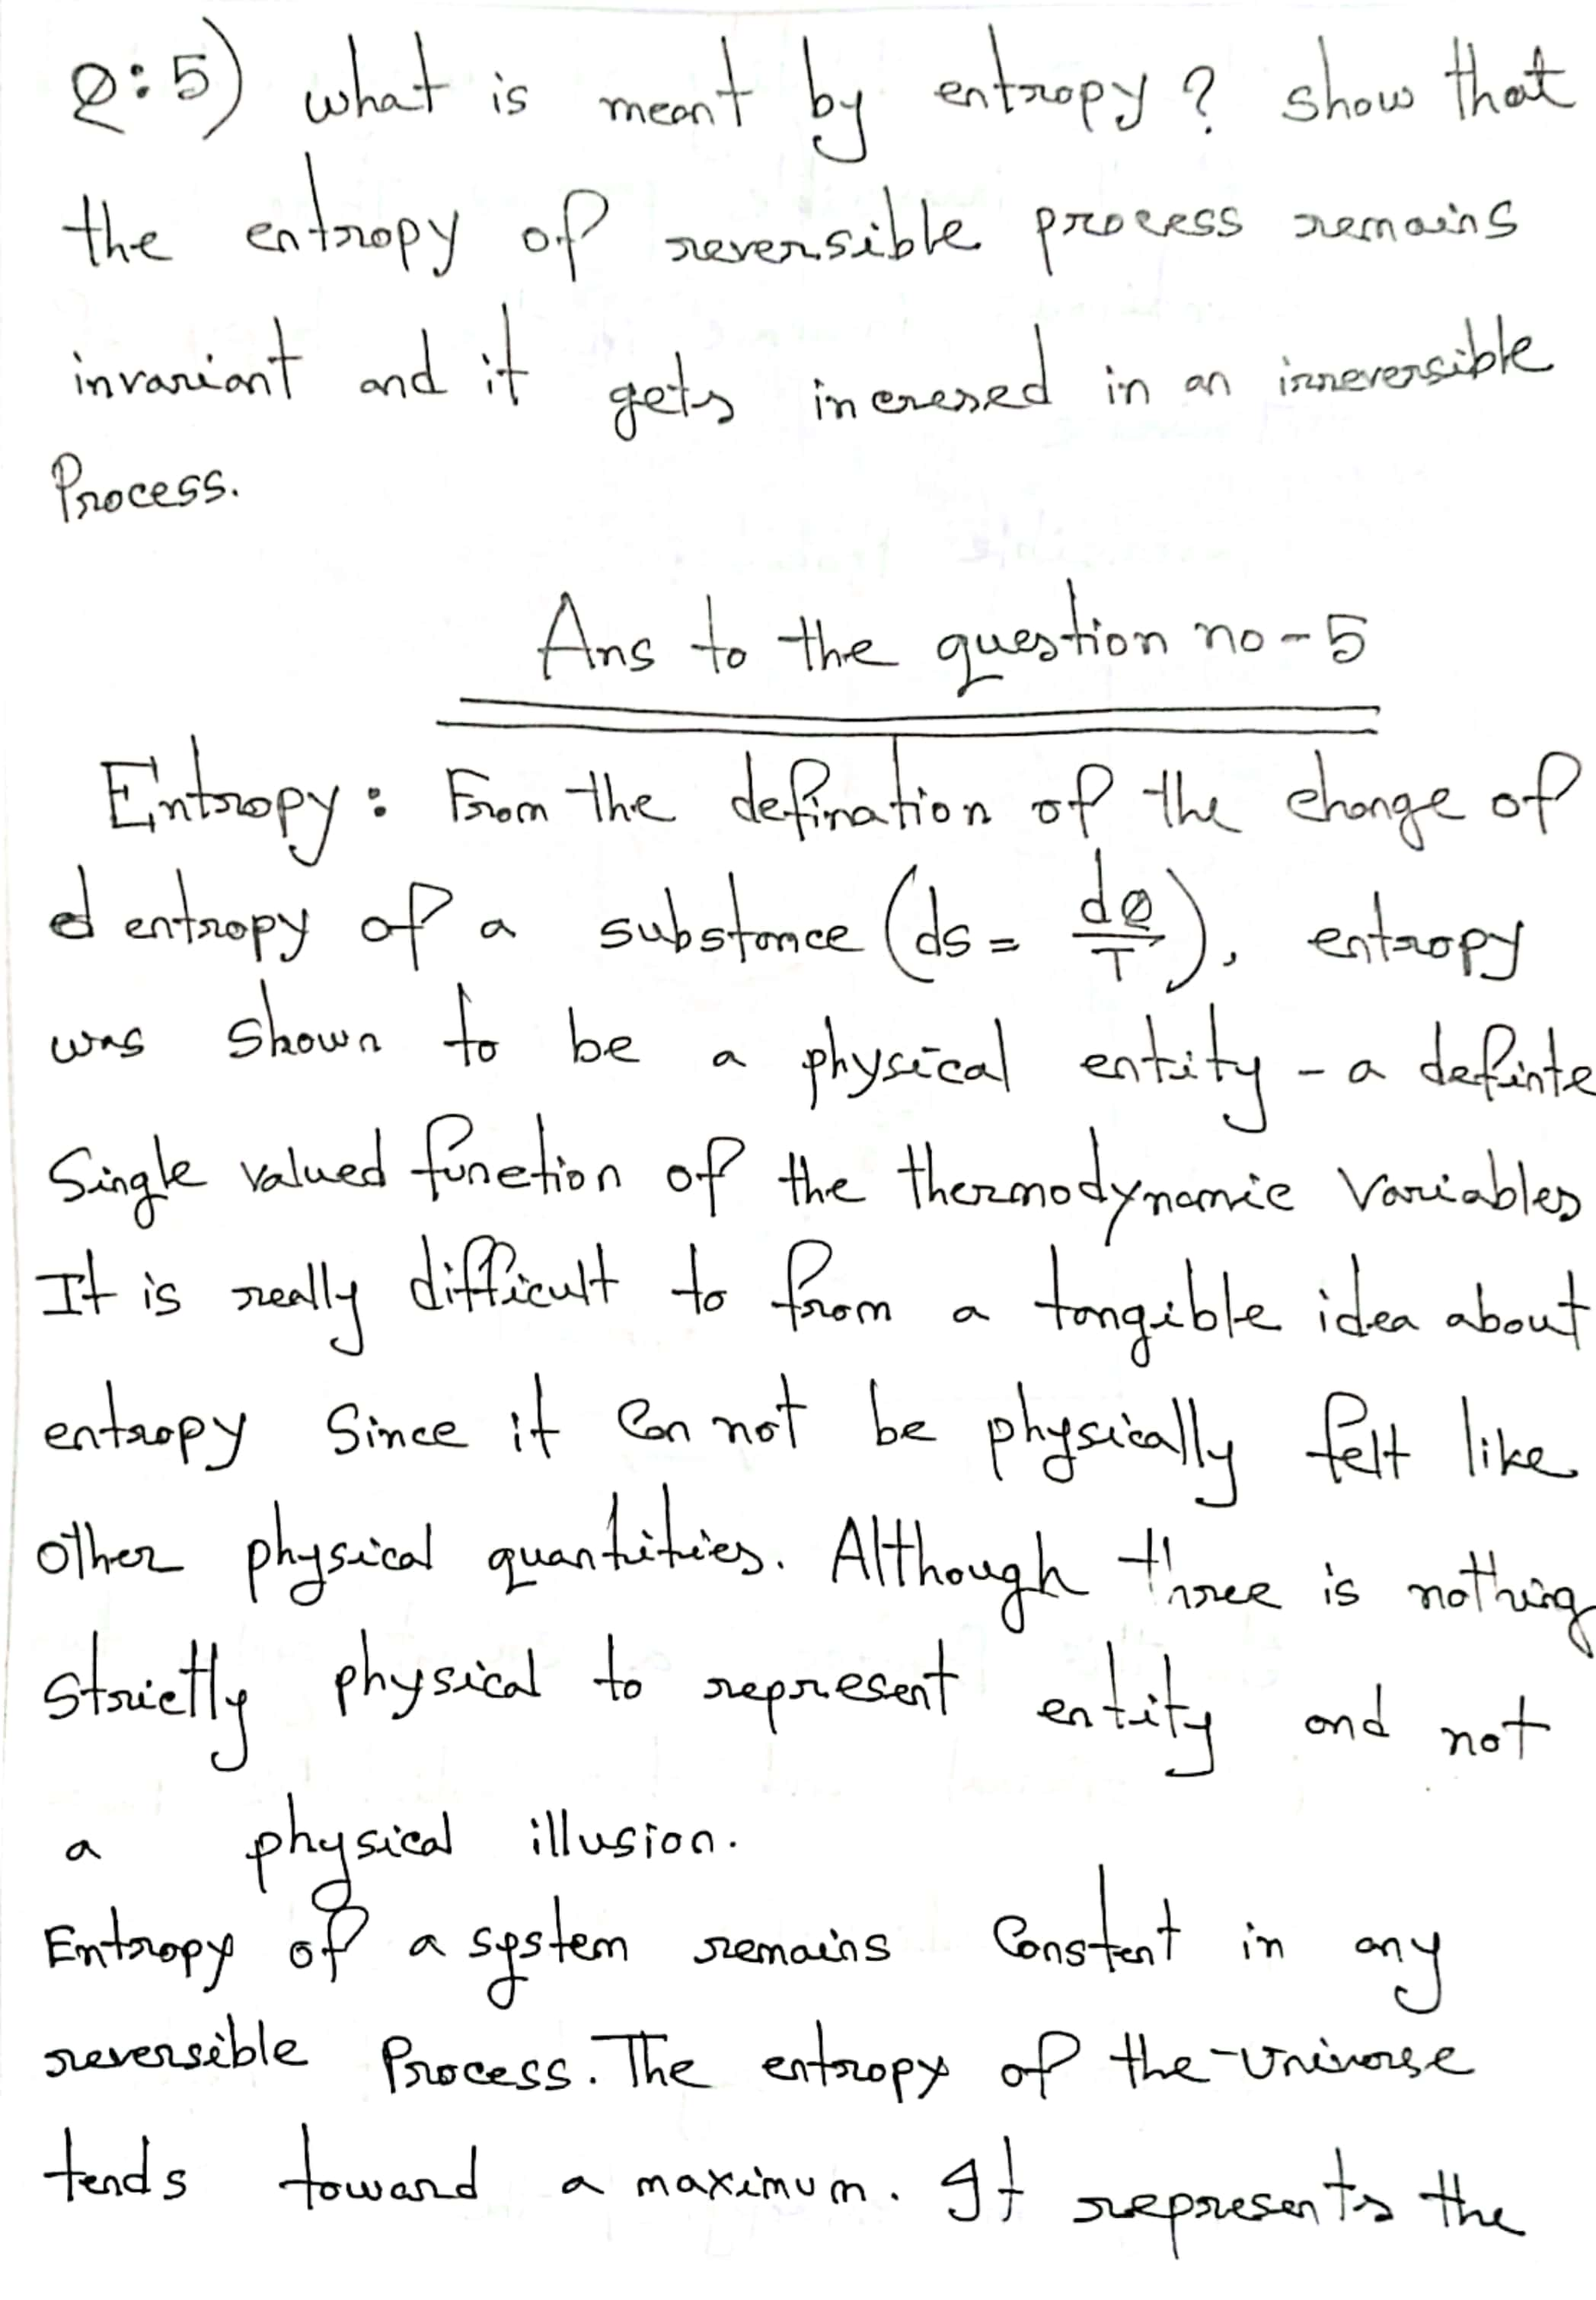 Q:5) what is meant by entropy? show that
the entropy of reversible process remains
invariant and it gets incresed in an irreversible
Process.
Ans to the question no-5
Entropy: From the defination of the change of
d entropy of a substance (ds = dQ/T), entropy
was shown to be a physical entity - a definte
Single valued function of the thermodynamic Variables
It is really difficult to from a tangible idea about
entropy Since it Can not be physically felt like
other physical quantities. Although three is nothing
strictly physical to represent entity and not
a physical illusion.
Entropy of a system remains Constent in any
reversible Process. The entropy of the-Universe
tends toward a maximum. It represents the